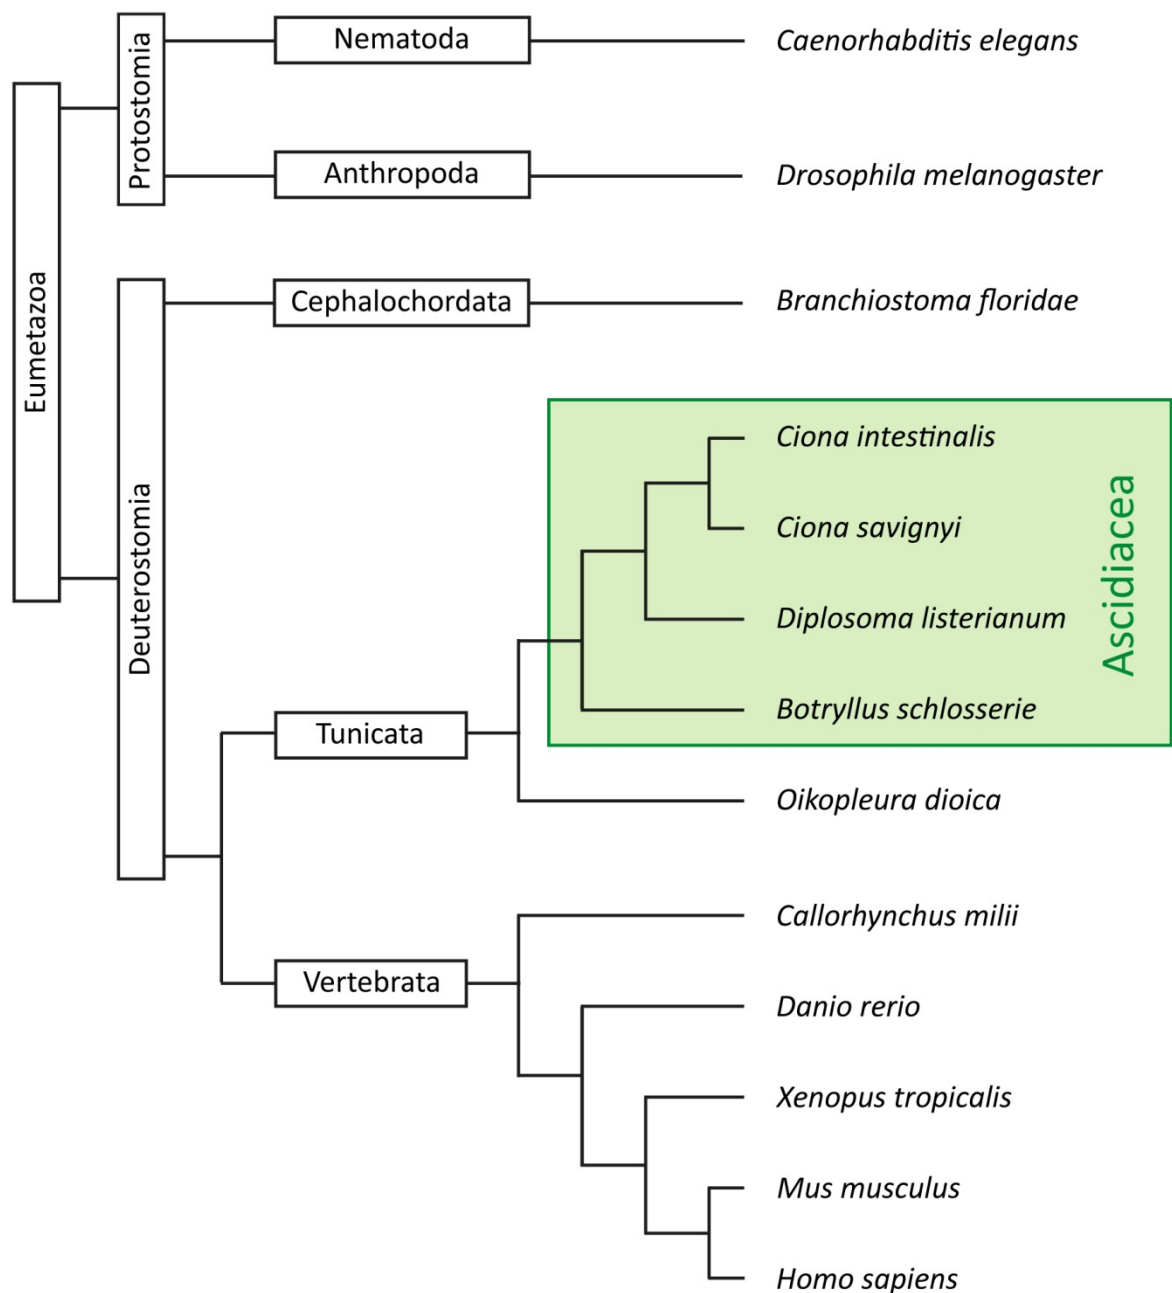 Nematoda
Caenorhabditis elegans
Protostomia
Anthropoda
Drosophila melanogaster
Eumetazoa
Cephalochordata
Branchiostoma floridae
Deuterostomia
Ciona intestinalis
Ciona savignyi
Diplosoma listerianum
Botryllus schlosserie
Ascidiacea
Tunicata
Oikopleura dioica
Callorhynchus milii
Vertebrata
Danio rerio
Xenopus tropicalis
Mus musculus
Homo sapiens